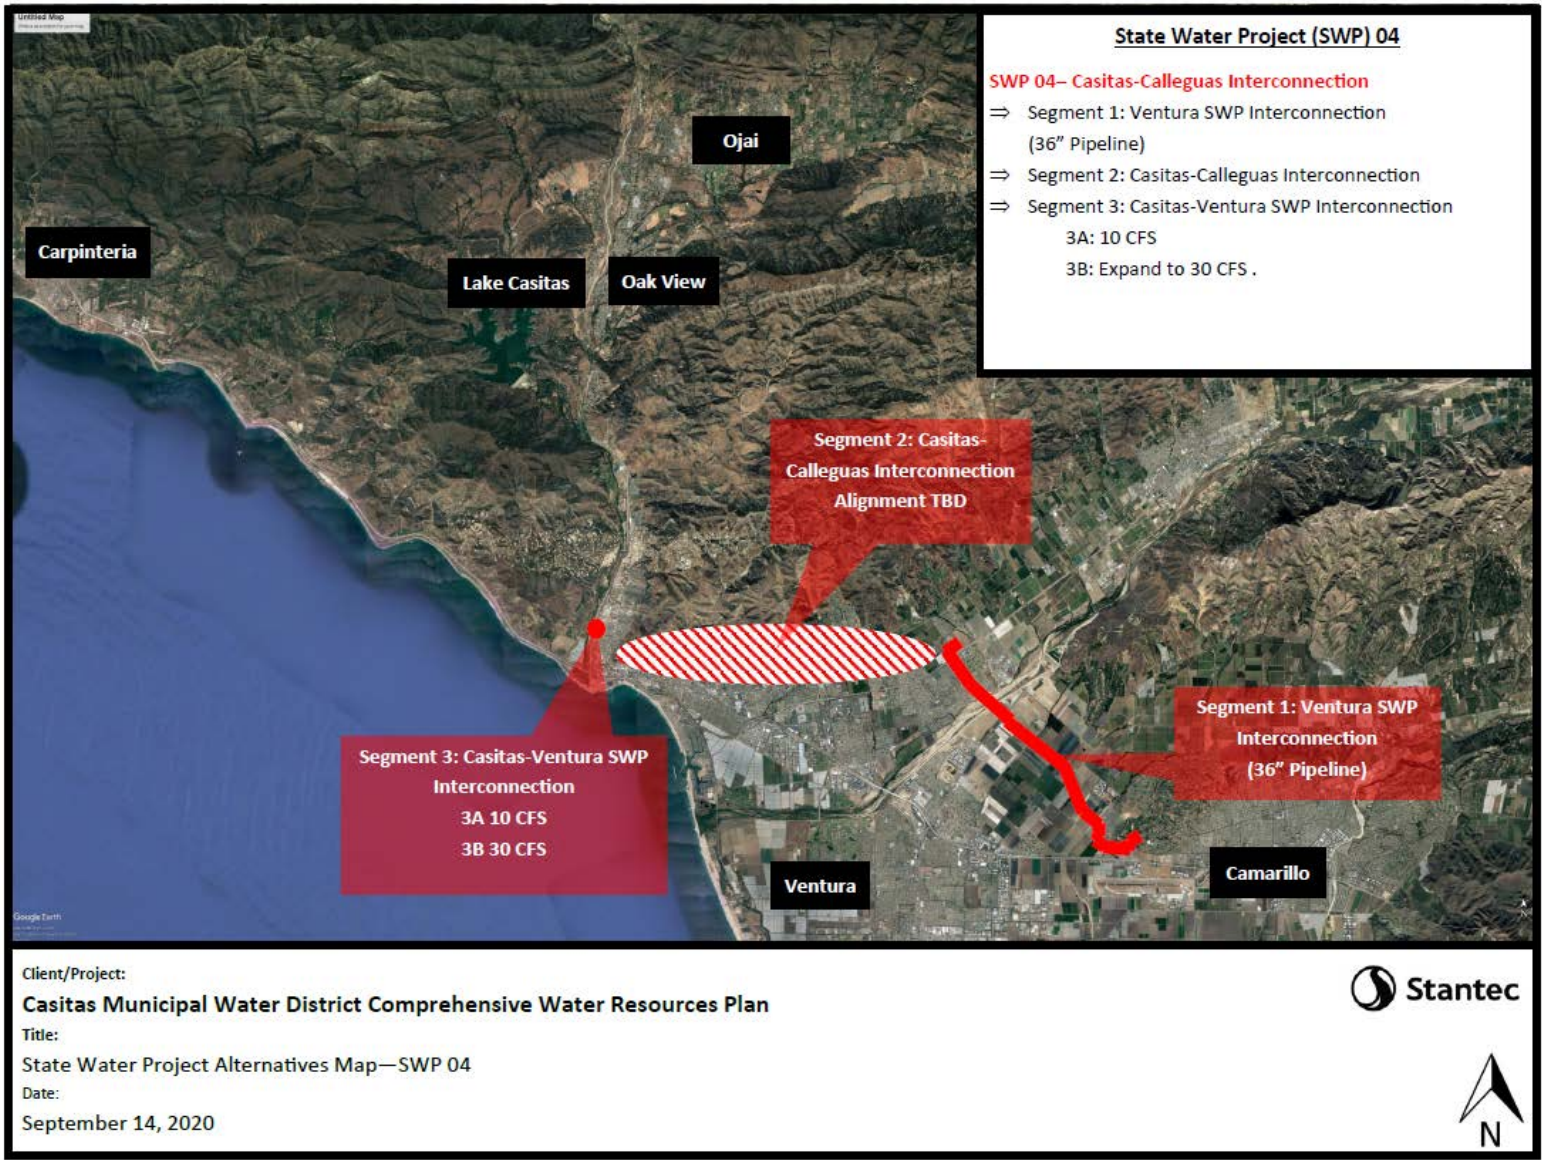 Untitled Map
State Water Project (SWP) 04
SWP 04– Casitas-Calleguas Interconnection
⇒ Segment 1: Ventura SWP Interconnection
(36” Pipeline)
⇒ Segment 2: Casitas-Calleguas Interconnection
⇒ Segment 3: Casitas-Ventura SWP Interconnection
3A: 10 CFS
3B: Expand to 30 CFS .
Ojai
Carpinteria
Lake Casitas
Oak View
Segment 2: Casitas-
Calleguas Interconnection
Alignment TBD
Segment 1: Ventura SWP
Interconnection
(36” Pipeline)
Segment 3: Casitas-Ventura SWP
Interconnection
3A 10 CFS
3B 30 CFS
Ventura
Camarillo
Google Earth
N
Client/Project:
Casitas Municipal Water District Comprehensive Water Resources Plan
Title:
State Water Project Alternatives Map—SWP 04
Date:
September 14, 2020
Stantec
N